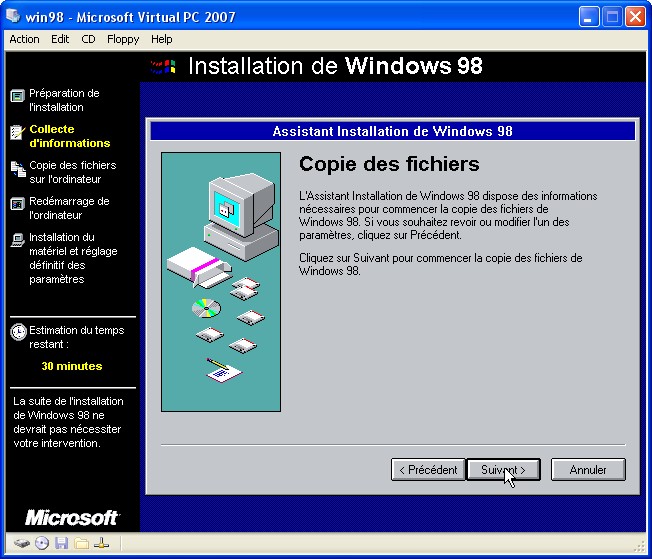 win98 - Microsoft Virtual PC 2007
Action Edit CD Floppy Help
Installation de Windows 98
Préparation de
l'installation
Collecte
d'informations
Copie des fichiers
sur l'ordinateur
Redémarrage de
l'ordinateur
Installation du
matériel et réglage
définitif des
paramètres
Estimation du temps
restant :
30 minutes
La suite de l'installation
de Windows 98 ne
devrait pas nécessiter
votre intervention.
Microsoft
Assistant Installation de Windows 98
Copie des fichiers
L'Assistant Installation de Windows 98 dispose des informations
nécessaires pour commencer la copie des fichiers de
Windows 98. Si vous souhaitez revoir ou modifier l'un des
paramètres, cliquez sur Précédent.
Cliquez sur Suivant pour commencer la copie des fichiers de
Windows 98.
< Précédent Suivant > Annuler